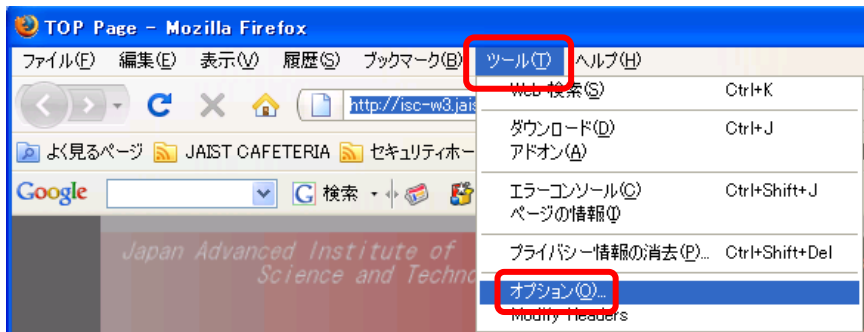 TOP Page - Mozilla Firefox
ファイル(F) 編集(E) 表示(V) 履歴(S) ブックマーク(B) ツール(T) ヘルプ(H)
Web 検索(S) Ctrl+K
http://isc-w3.jais
ダウンロード(D) Ctrl+J
アドオン(A)
よく見るページ JAIST CAFETERIA セキュリティホー
Google G 検索
エラーコンソール(C) Ctrl+Shift+J
ページの情報(I)
Japan Advanced Institute of
Science and Techno
プライバシー情報の消去(P)... Ctrl+Shift+Del
オプション(O)...
Modify Headers